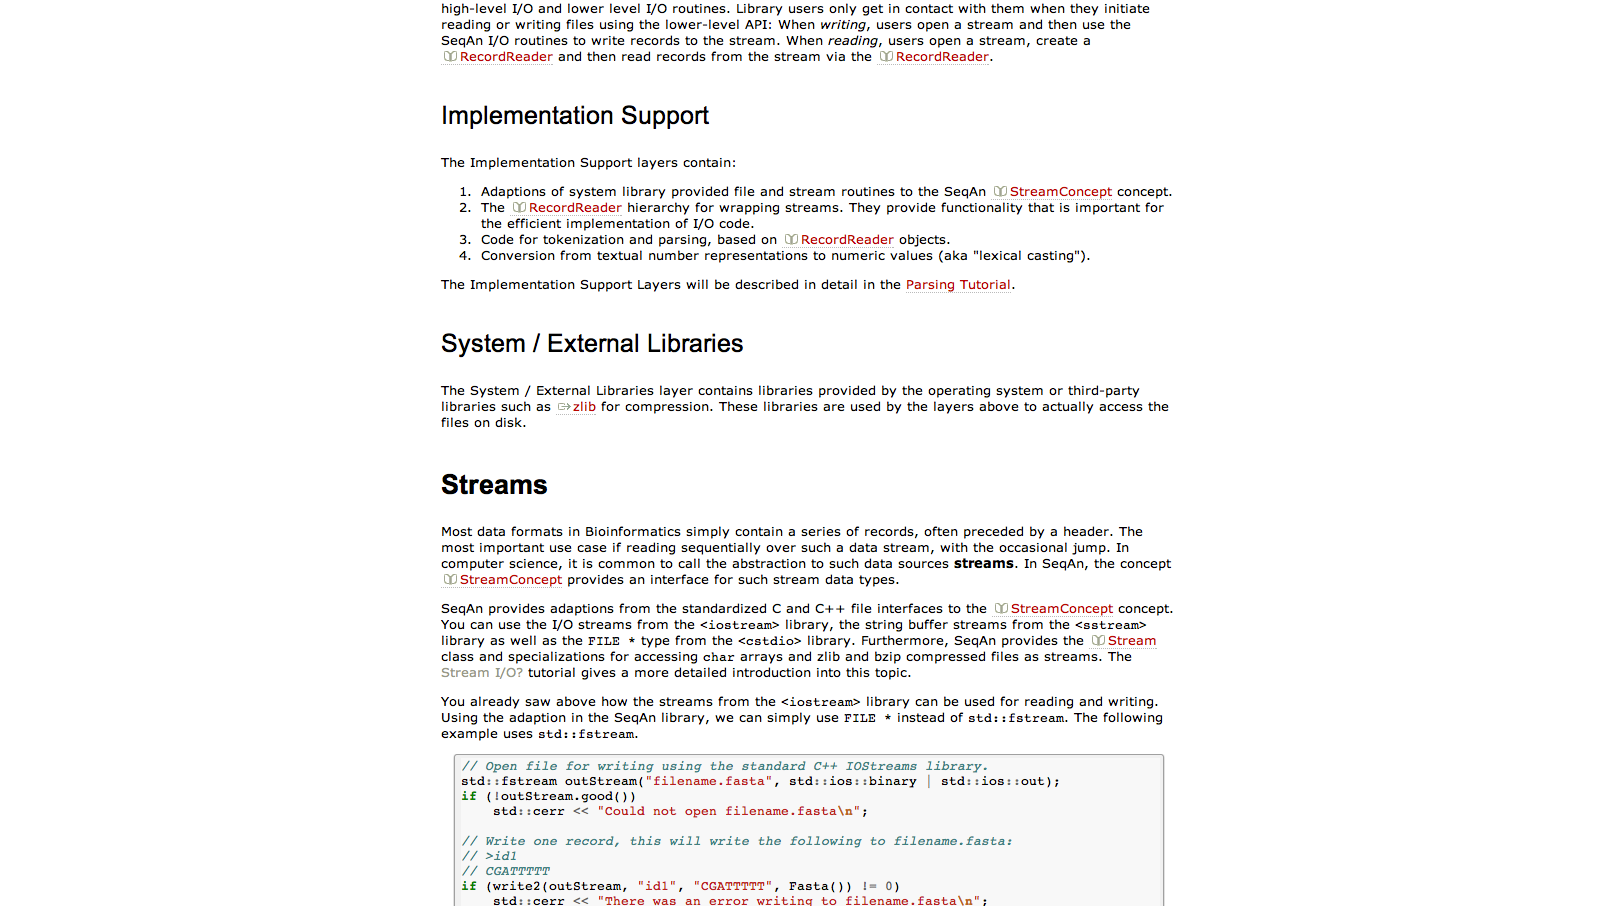 high-level I/O and lower level I/O routines. Library users only get in contact with them when they initiate
reading or writing files using the lower-level API: When writing, users open a stream and then use the
SeqAn I/O routines to write records to the stream. When reading, users open a stream, create a
RecordReader and then read records from the stream via the RecordReader.
Implementation Support
The Implementation Support layers contain:
1. Adaptions of system library provided file and stream routines to the SeqAn StreamConcept concept.
2. The RecordReader hierarchy for wrapping streams. They provide functionality that is important for
the efficient implementation of I/O code.
3. Code for tokenization and parsing, based on RecordReader objects.
4. Conversion from textual number representations to numeric values (aka "lexical casting").
The Implementation Support Layers will be described in detail in the Parsing Tutorial.
System / External Libraries
The System / External Libraries layer contains libraries provided by the operating system or third-party
libraries such as zlib for compression. These libraries are used by the layers above to actually access the
files on disk.
Streams
Most data formats in Bioinformatics simply contain a series of records, often preceded by a header. The
most important use case if reading sequentially over such a data stream, with the occasional jump. In
computer science, it is common to call the abstraction to such data sources streams. In SeqAn, the concept
StreamConcept provides an interface for such stream data types.
SeqAn provides adaptions from the standardized C and C++ file interfaces to the StreamConcept concept.
You can use the I/O streams from the <iostream> library, the string buffer streams from the <sstream>
library as well as the FILE * type from the <cstdio> library. Furthermore, SeqAn provides the Stream
class and specializations for accessing char arrays and zlib and bzip compressed files as streams. The
Stream I/O? tutorial gives a more detailed introduction into this topic.
You already saw above how the streams from the <iostream> library can be used for reading and writing.
Using the adaption in the SeqAn library, we can simply use FILE * instead of std::fstream. The following
example uses std::fstream.
// Open file for writing using the standard C++ IOStreams library.
std::fstream outStream("filename.fasta", std::ios::binary | std::ios::out);
if (!outStream.good())
std::cerr << "Could not open filename.fasta\n";
// Write one record, this will write the following to filename.fasta:
// >id1
// CGATTTTT
if (write2(outStream, "id1", "CGATTTTT", Fasta()) != 0)
std::cerr << "There was an error writing to filename.fasta\n";